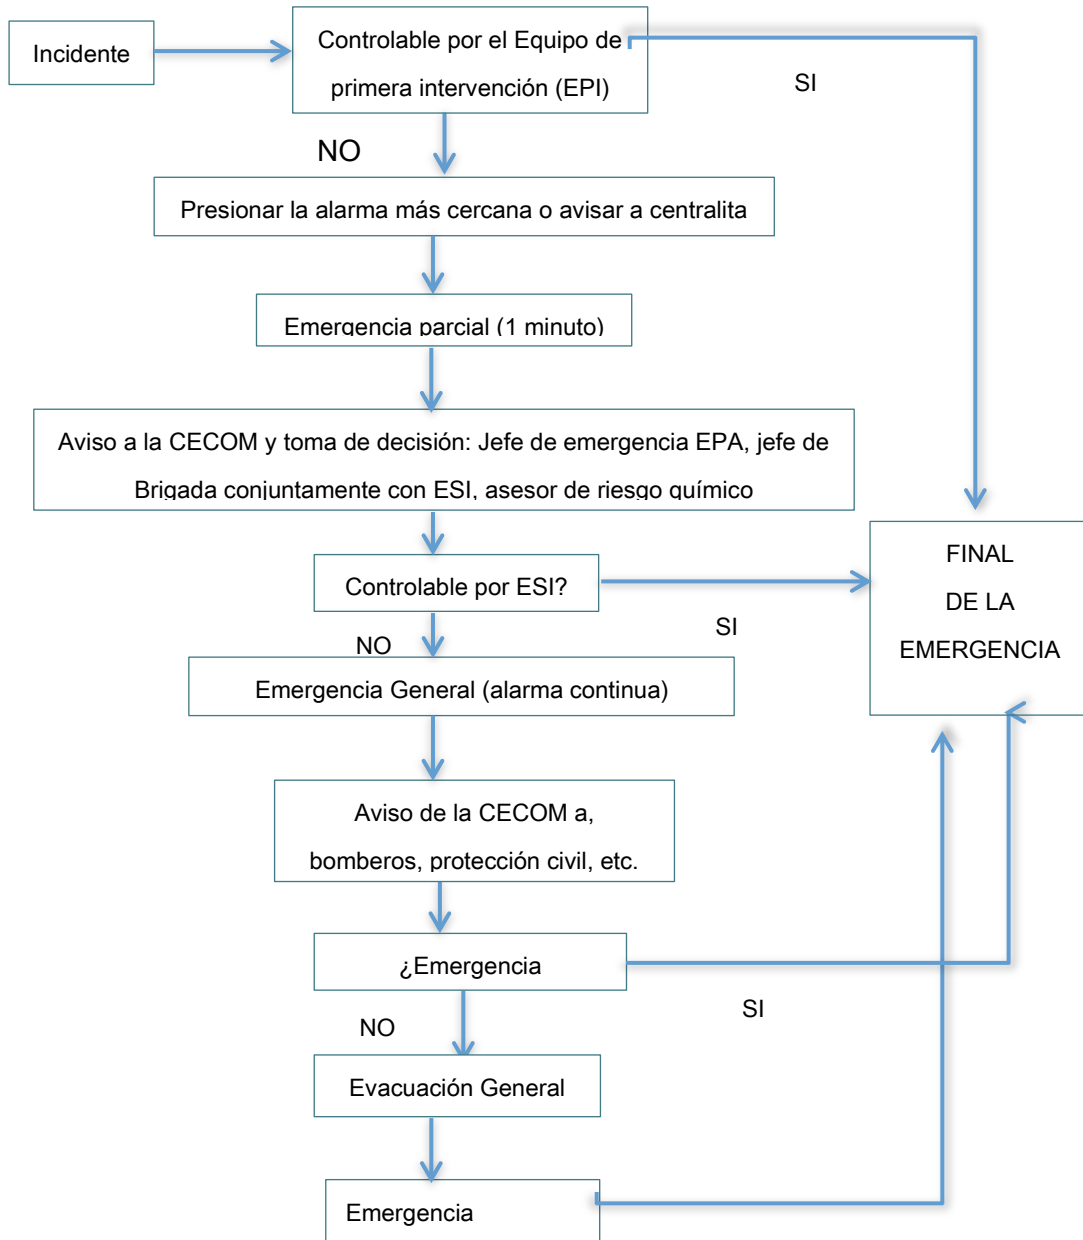 Incidente
Controlable por el Equipo de
primera intervención (EPI)
SI
NO
Presionar la alarma más cercana o avisar a centralita
Emergencia parcial (1 minuto)
Aviso a la CECOM y toma de decisión: Jefe de emergencia EPA, jefe de
Brigada conjuntamente con ESI, asesor de riesgo químico
Controlable por ESI?
SI
NO
FINAL
DE LA
EMERGENCIA
Emergencia General (alarma continua)
Aviso de la CECOM a,
bomberos, protección civil, etc.
¿Emergencia
SI
NO
Evacuación General
Emergencia